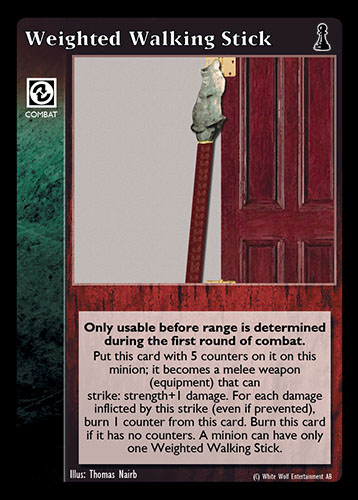 Weighted Walking Stick
COMBAT
Only usable before range is determined
during the first round of combat.
Put this card with 5 counters on it on this
minion; it becomes a melee weapon
(equipment) that can
strike: strength+1 damage. For each damage
inflicted by this strike (even if prevented),
burn 1 counter from this card. Burn this card
if it has no counters. A minion can have only
one Weighted Walking Stick.
Illus: Thomas Nairb
(C) White Wolf Entertainment AB